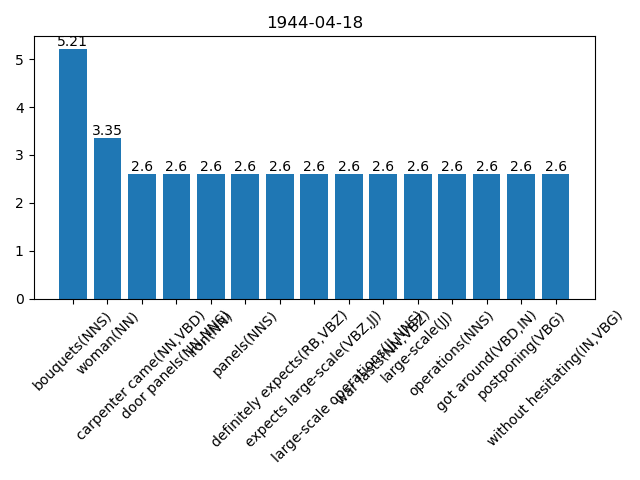 1944-04-18
5.21
3.35
2.6 2.6 2.6 2.6 2.6 2.6 2.6 2.6 2.6 2.6 2.6 2.6 2.6
5
4
3
2
1
0
bouquets(NNS)
woman(NN)
carpenter came(NN,VBD)
door panels(NN,NNS)
panels(NNS)
definitely expects(RB,VBZ)
expects large-scale(VBZ,JJ)
large-scale operations(JJ,NNS)
war lasts(NN,VBZ)
large-scale(JJ)
operations(NNS)
got around(VBD,IN)
postponing(VBG)
without hesitating(IN,VBG)